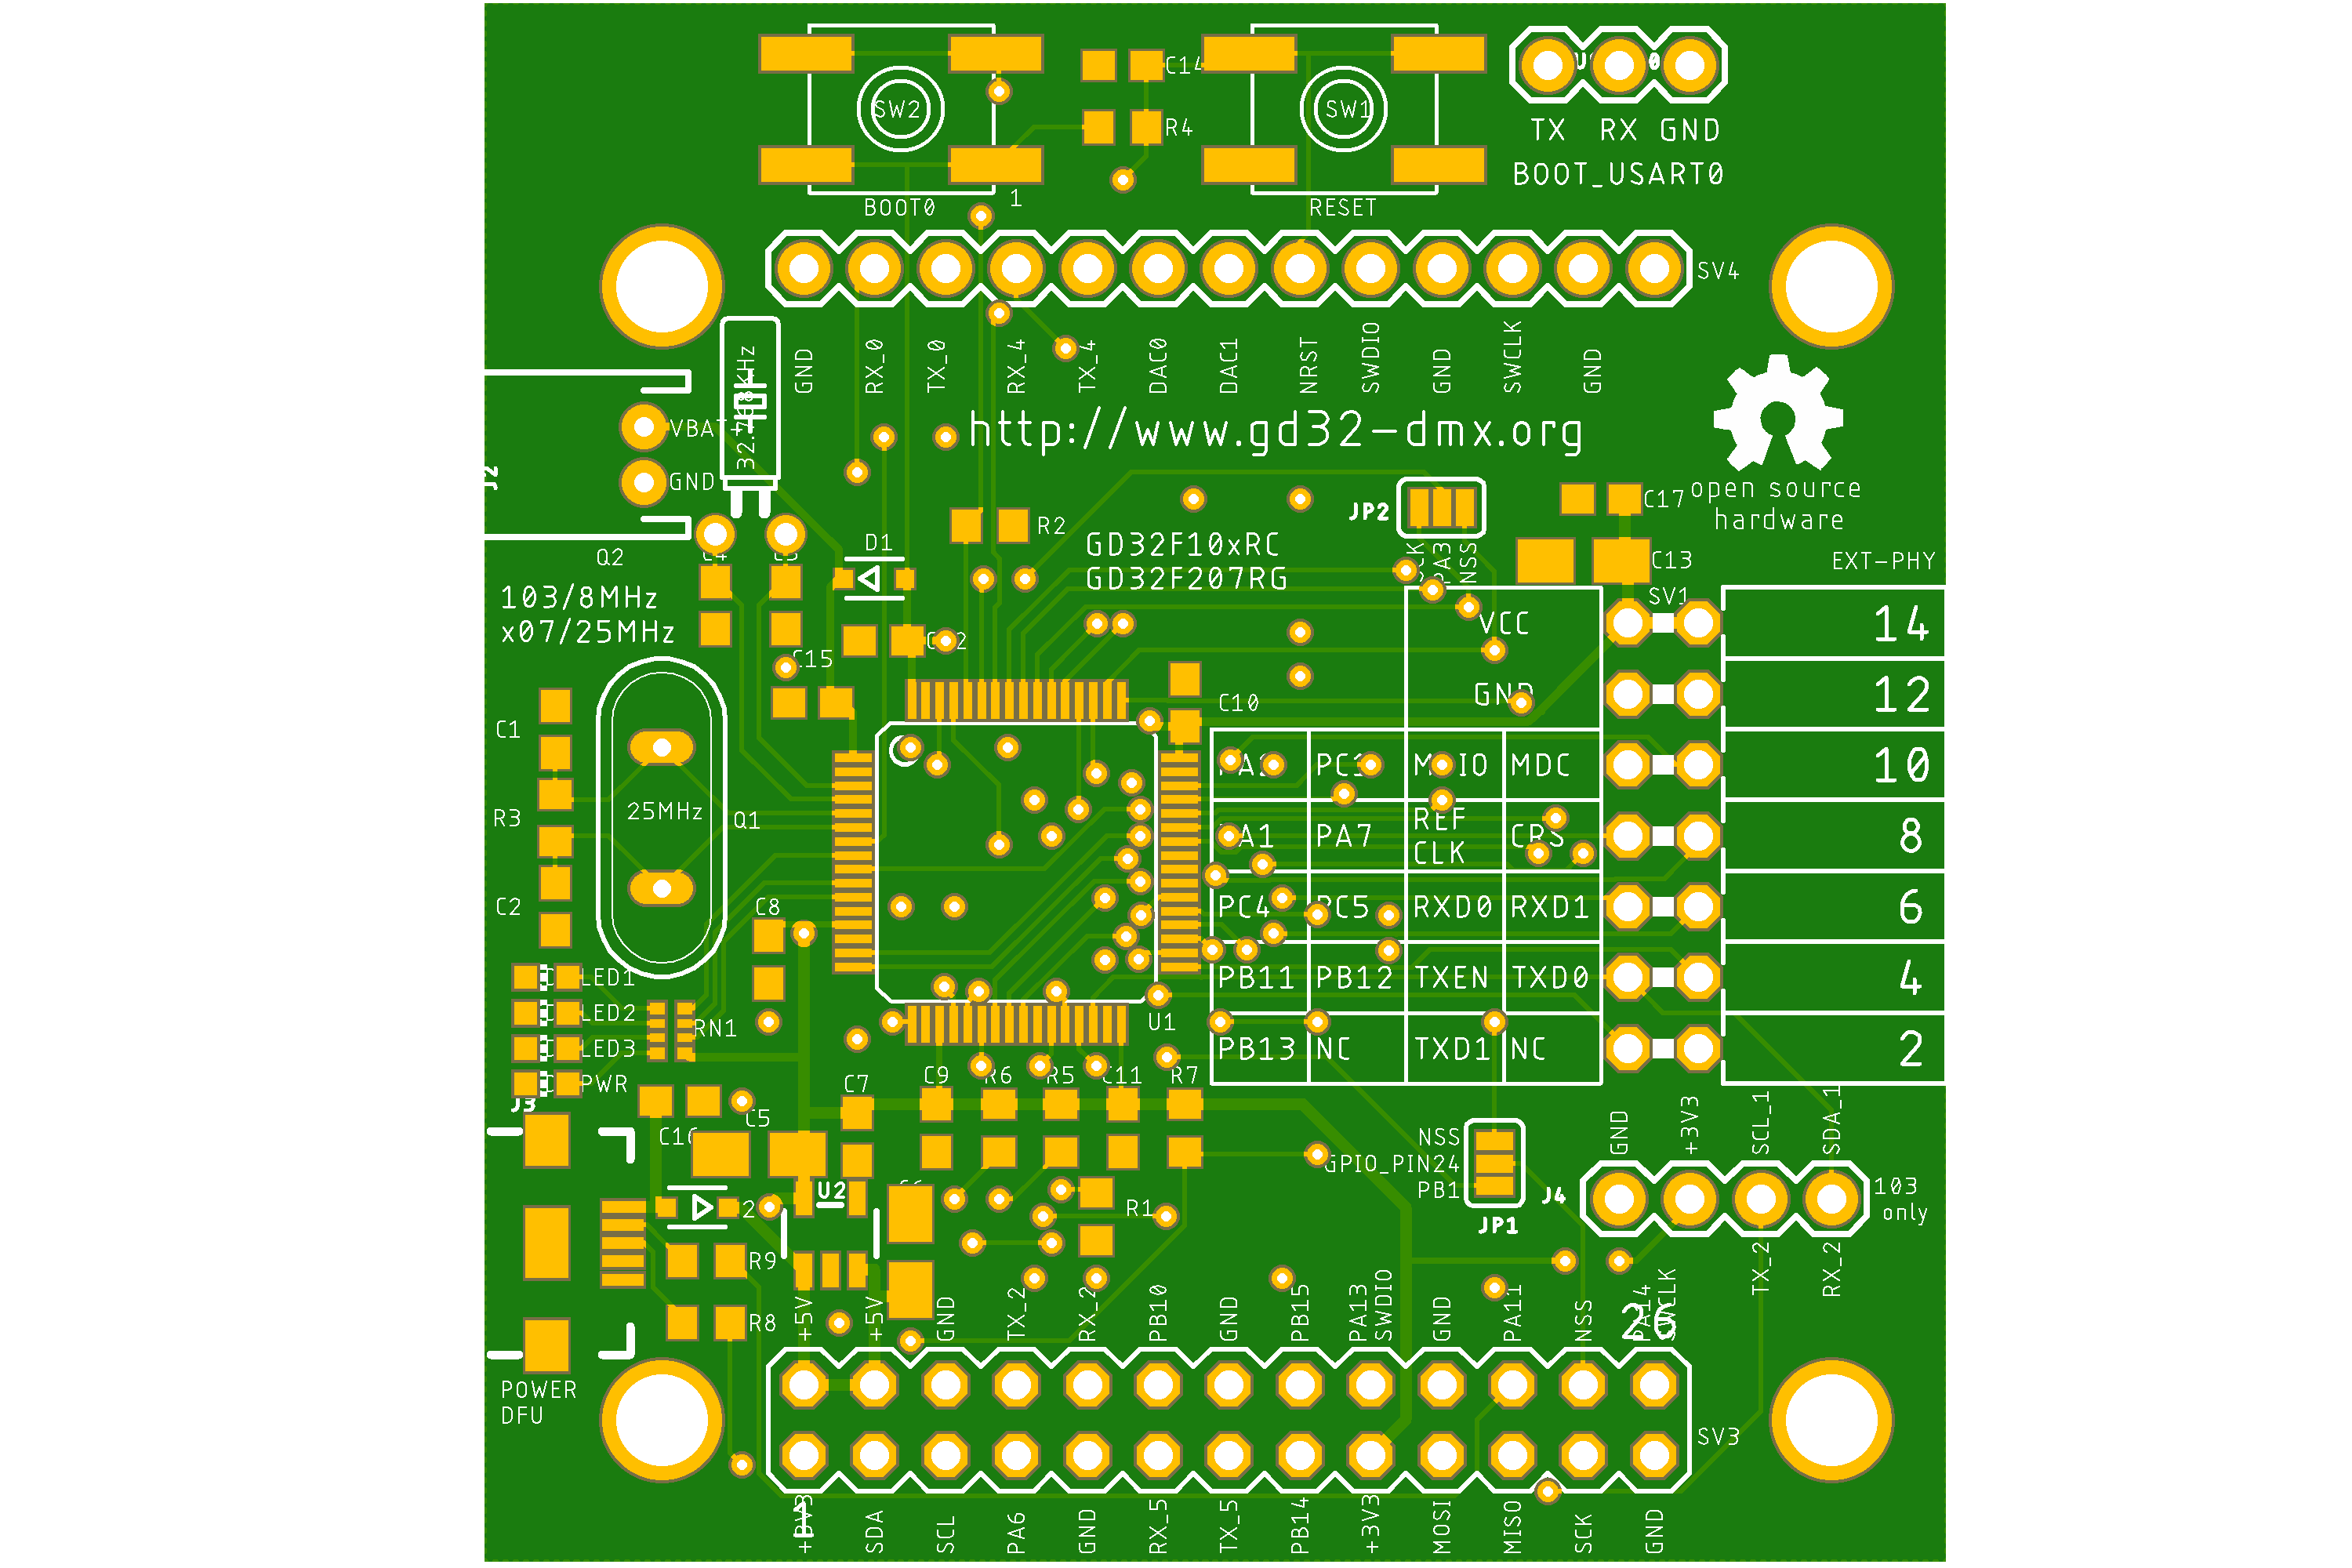 C14
SW2
SW1
R4
TX RX GND
BOOT_USART0
BOOT0
1
RESET
SV4
GND
RX_0
TX_0
RX_4
TX_4
DAC0
DAC1
NRST
SWDIO
GND
SWCLK
GND
http://www.gd32-dmx.org
VBAT+
GND
J2
open source
hardware
C17
JP2
R2
D1
Q2
GD32F10xRC
GD32F207RG
PA3
NSS
C13
EXT-PHY
SV1
103/8MHz
x07/25MHz
C15
VCC
14
GND
12
C10
C1
PA2 PC1 MDIO MDC
10
R3
25MHz
Q1
PA1 PA7 REF CLK CRS
8
C2
C8
PC4 PC5 RXD0 RXD1
6
LED1
LED2
LED3
PWR
RN1
PB11 PB12 TXEN TXD0
4
U1
PB13 NC TXD1 NC
2
J3
C5
C16
C7
C9
R6
R5
C11
R7
GND
+3V3
SCL_1
SDA_1
NSS
GPIO_PIN24
PB1
JP1
J4
103
only
U2
R1
R9
R8
TX_2
RX_2
+5V
+5V
GND
TX_2
RX_2
PB10
GND
PB15
PA13
SWDIO
GND
PA11
NSS
PA14
SWCLK
26
POWER
DFU
SV3
1
+3V3
SDA
SCL
PA6
GND
RX_5
TX_5
PB14
+3V3
MOSI
MISO
SCK
GND